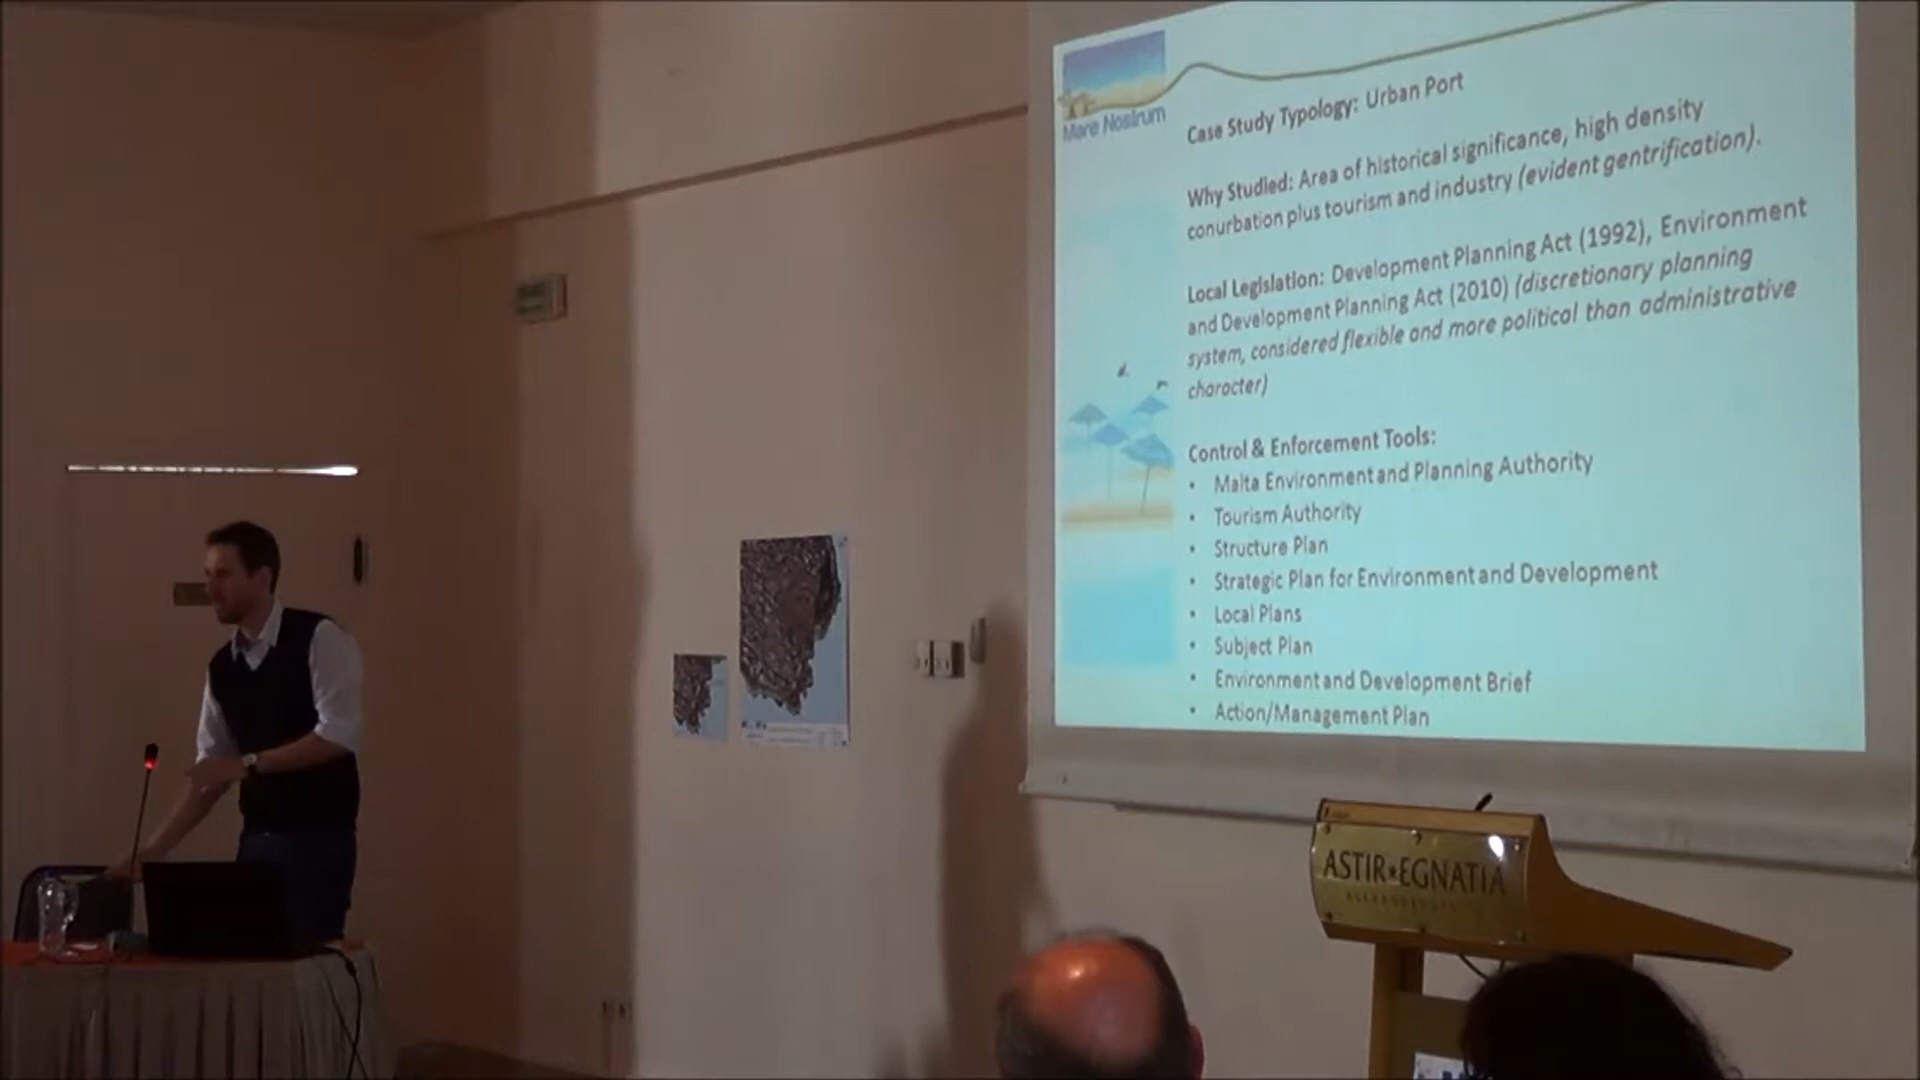 Mare Nostrum
Case Study Typology: Urban Port
Why Studied: Area of historical significance, high density
conurbation plus tourism and industry (evident gentrification).
Local Legislation: Development Planning Act (1992), Environment
and Development Planning Act (2010) (discretionary planning
system, considered flexible and more political than administrative
character)
Control & Enforcement Tools:
• Malta Environment and Planning Authority
• Tourism Authority
• Structure Plan
• Strategic Plan for Environment and Development
• Local Plans
• Subject Plan
• Environment and Development Brief
• Action/Management Plan
ASTIR EGNATIA